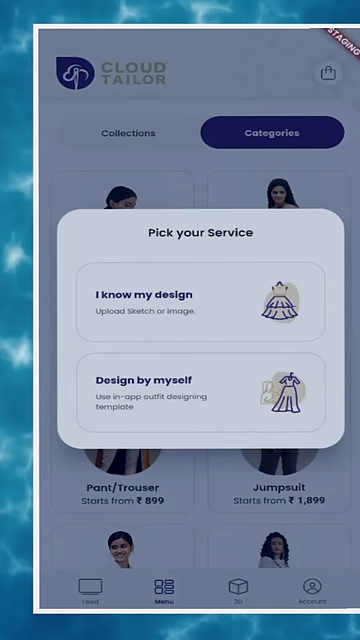 STAGING
CLOUD
TAILOR
Collections
Categories
Pick your Service
I know my design
Upload Sketch or image.
Design by myself
Use in-app outfit designing
template
Pant/Trouser
Jumpsuit
Starts from ₹ 899
Starts from ₹ 1,899
Feed
Menu
3D
Account